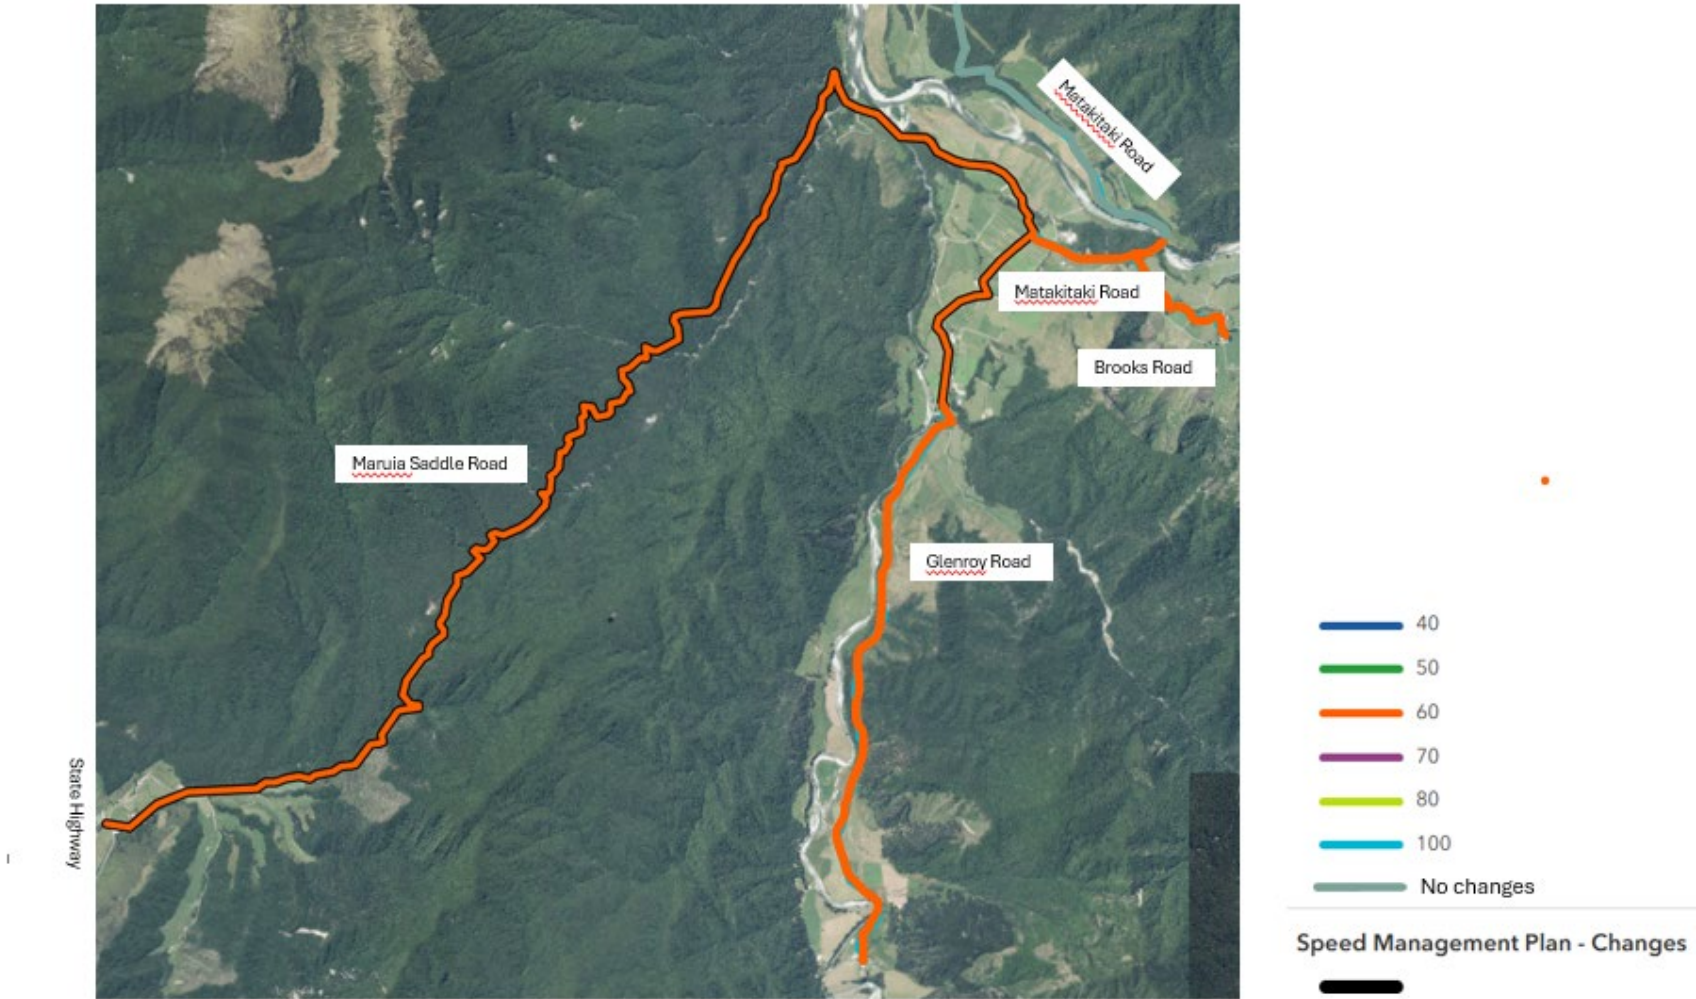 Matakitaki Road
Matakitaki Road
Brooks Road
Maruia Saddle Road
Glenroy Road
State Highway
40
50
60
70
80
100
No changes
Speed Management Plan - Changes